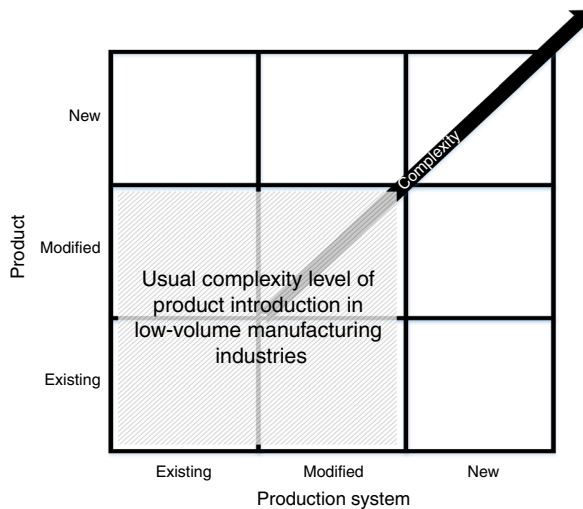 New
Complexity
Product
Modified
Usual complexity level of
product introduction in
low-volume manufacturing
industries
Existing
Existing
Modified
New
Production system